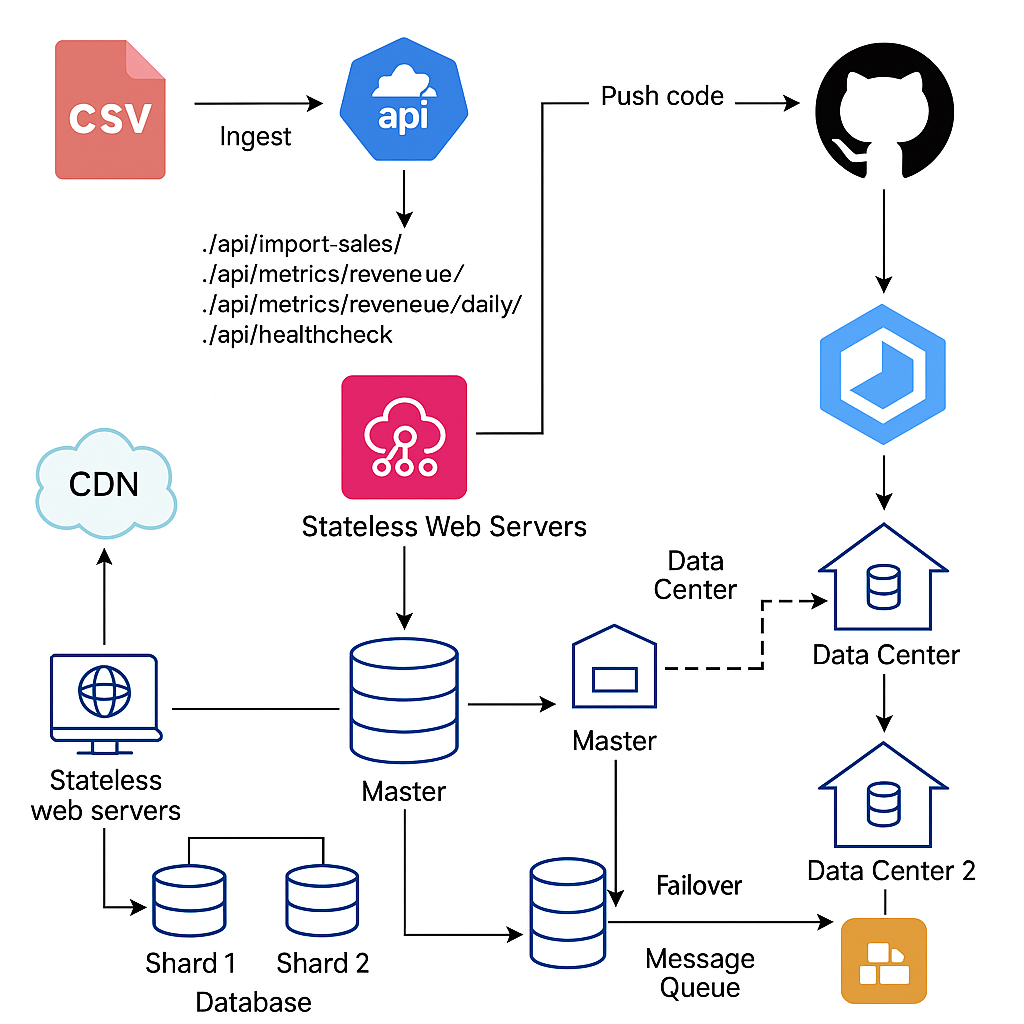 CSV
Ingest
api
Push code
./api/import-sales/
./api/metrics/reveneue/
./api/metrics/reveneue/daily/
./api/healthcheck
CDN
Stateless Web Servers
Data
Center
Data Center
Stateless
web servers
Master
Master
Data Center 2
Failover
Message
Queue
Shard 1
Shard 2
Database